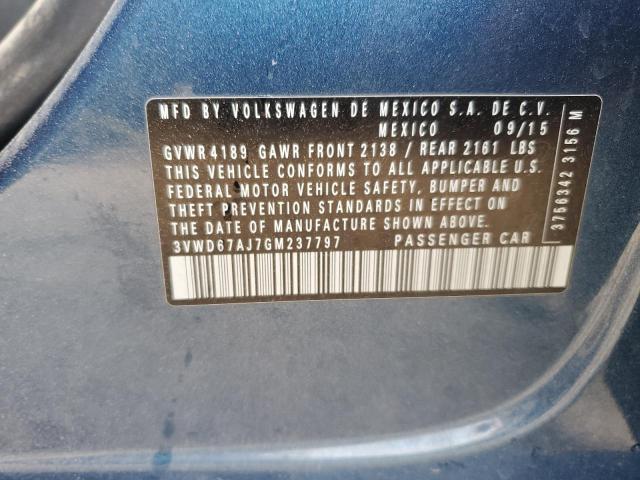 MFD BY VOLKSWAGEN DE MEXICO S.A. DE C.V.
MEXICO 09/15
GVWR 4189 GAWR FRONT 2138 / REAR 2161 LBS
THIS VEHICLE CONFORMS TO ALL APPLICABLE U.S.
FEDERAL MOTOR VEHICLE SAFETY, BUMPER AND
THEFT PREVENTION STANDARDS IN EFFECT ON
THE DATE OF MANUFACTURE SHOWN ABOVE.
3VWD67AJ7GM237797 PASSENGER CAR
3756342 3156 M